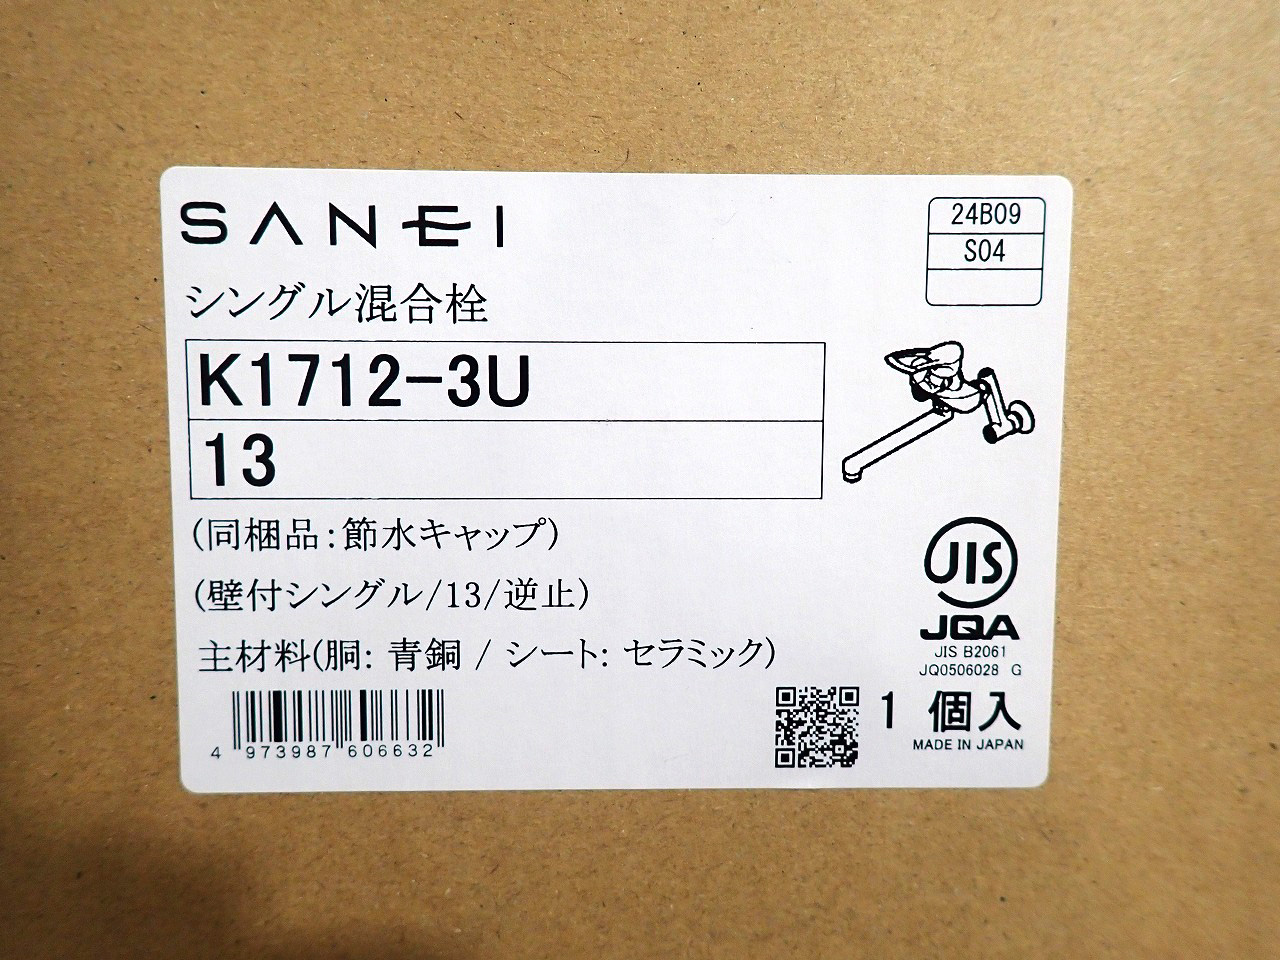 SANEI
24B09
S04
シングル混合栓
K1712-3U
13
(同梱品:節水キャップ)
(壁付シングル/13/逆止)
主材料(胴: 青銅 / シート: セラミック)
JIS
JQA
JIS B2061
JQ0506028 G
4 973987 606632
1 個入
MADE IN JAPAN